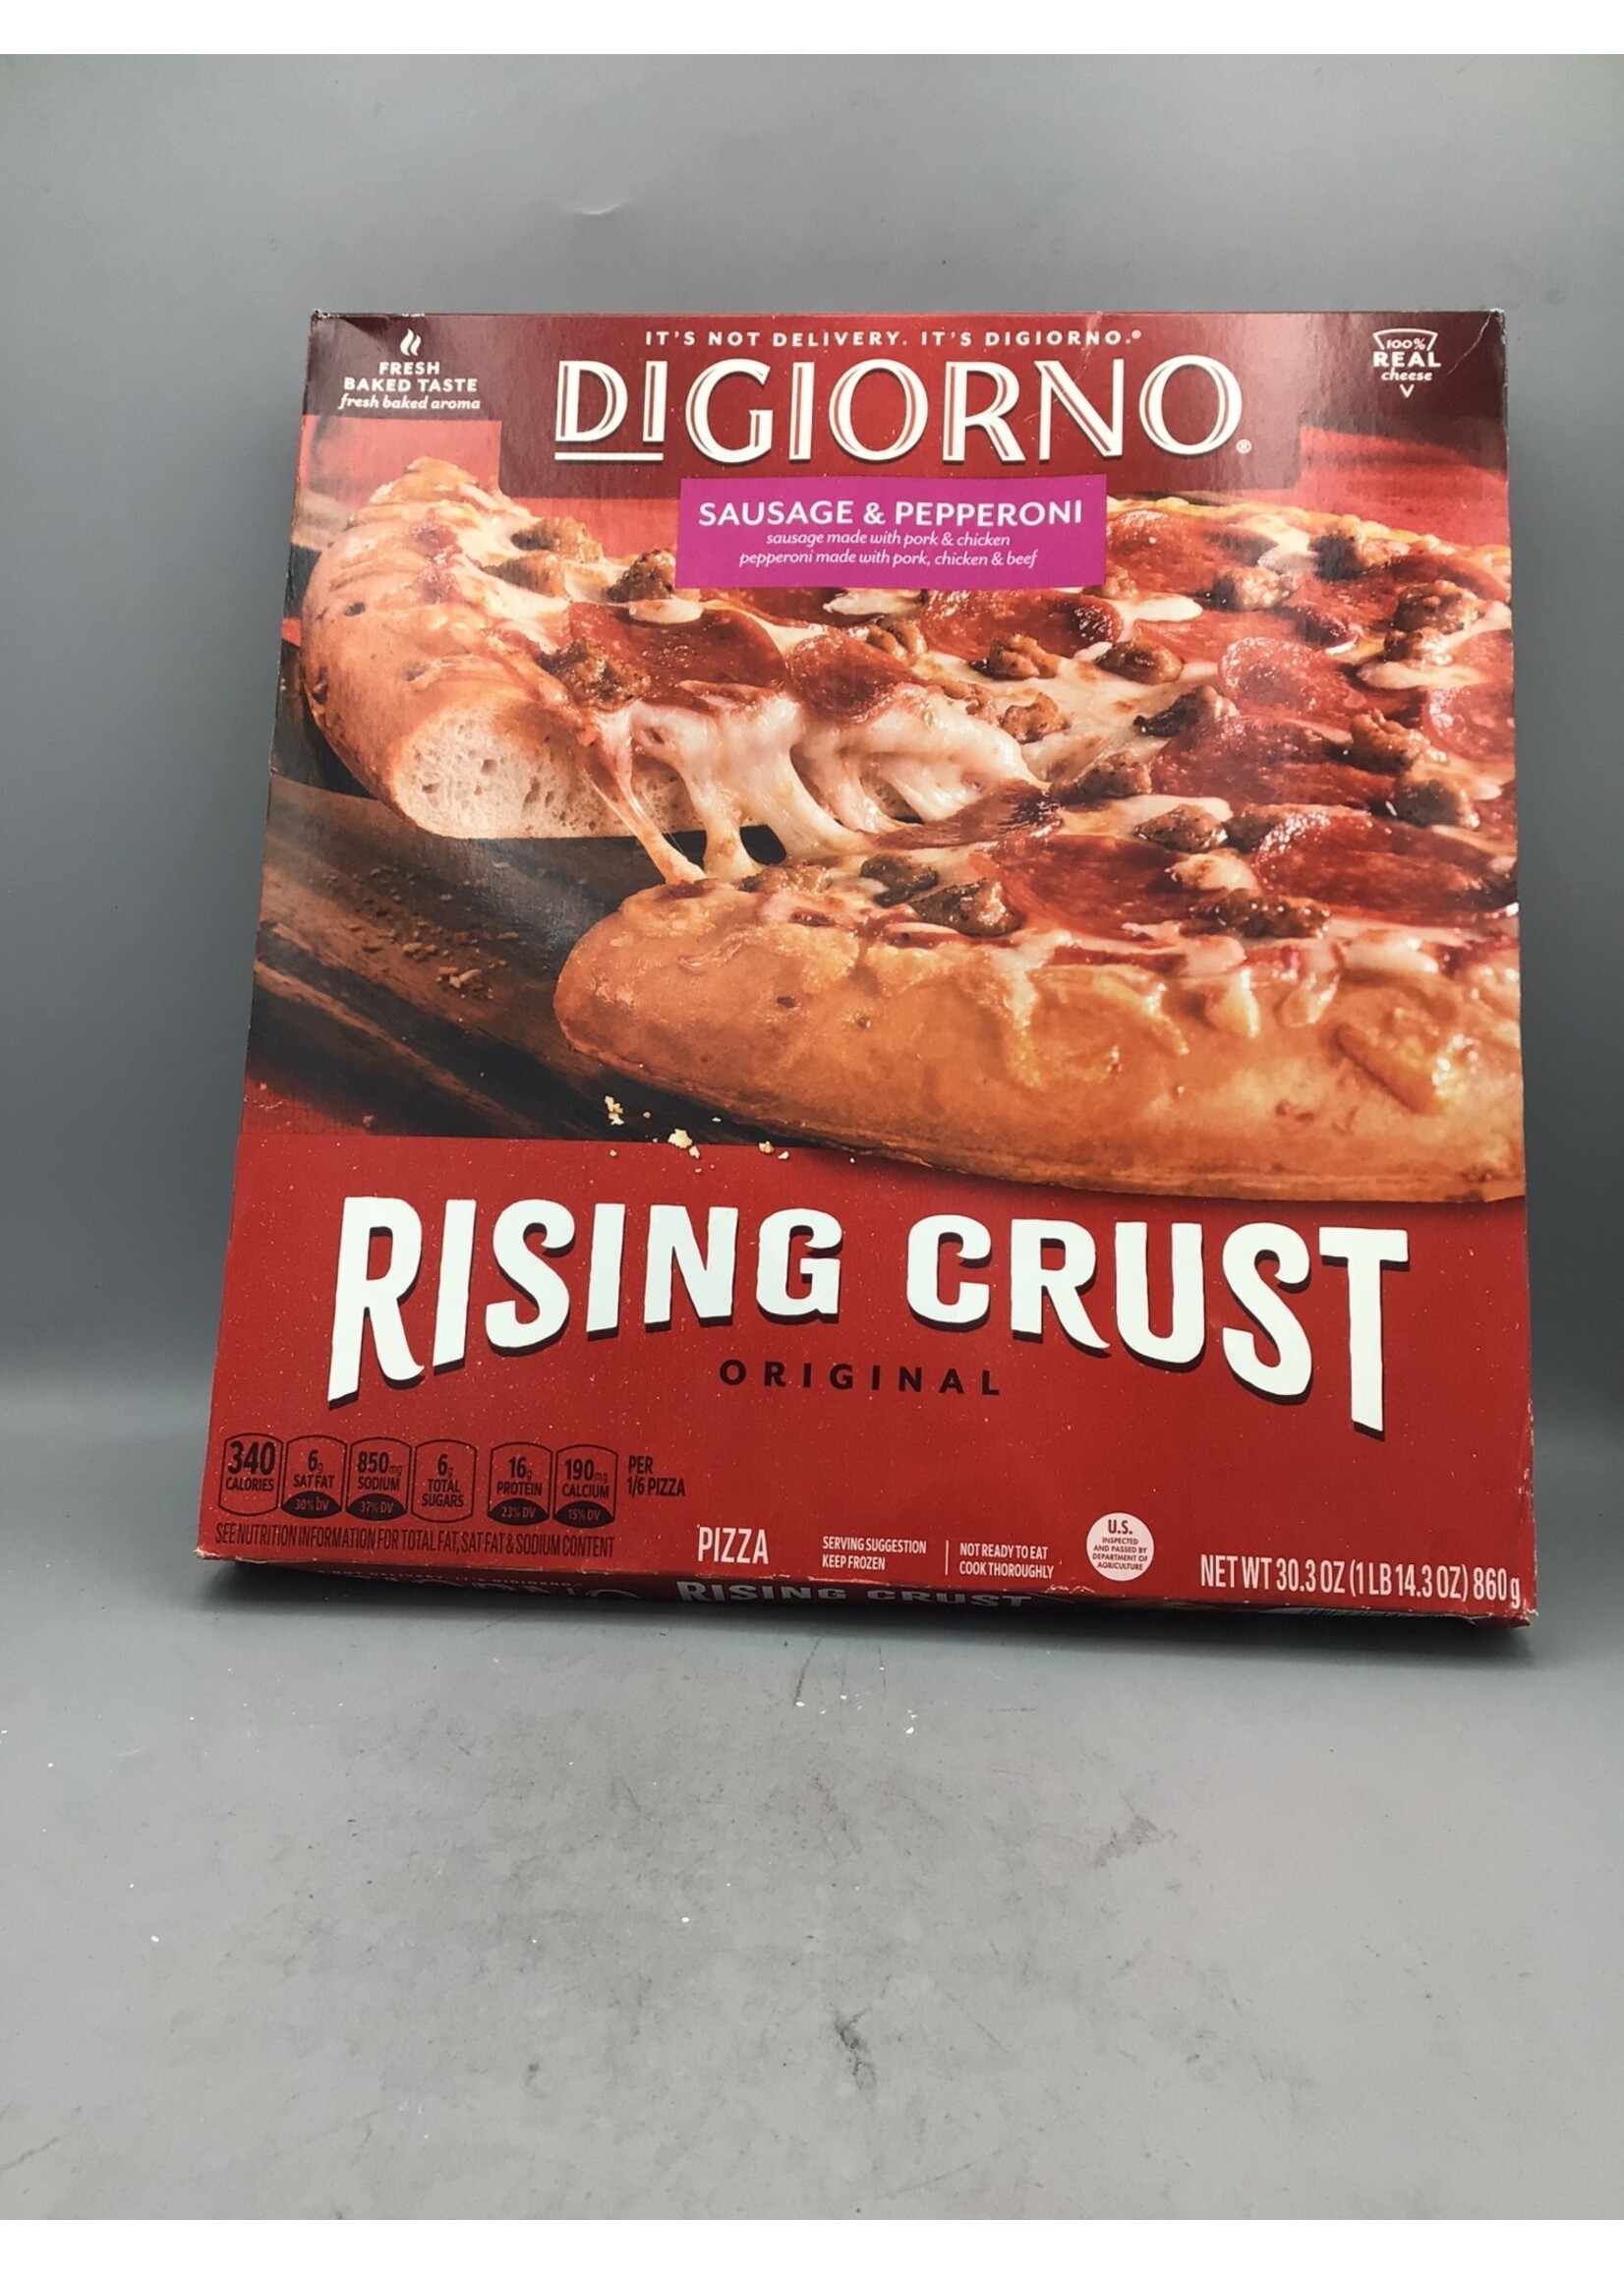 IT'S NOT DELIVERY. IT'S DIGIORNO.®
FRESH
BAKED TASTE
fresh baked aroma
DIGIORNO®
100%
REAL
cheese
SAUSAGE & PEPPERONI
sausage made with pork & chicken
pepperoni made with pork, chicken & beef
RISING CRUST
ORIGINAL
340
CALORIES
6g
SAT FAT
30% DV
850mg
SODIUM
37% DV
6g
TOTAL
SUGARS
16g
PROTEIN
23% DV
190mg
CALCIUM
15% DV
PER
1/6 PIZZA
SEE NUTRITION INFORMATION FOR TOTAL FAT, SAT FAT & SODIUM CONTENT
PIZZA
SERVING SUGGESTION
KEEP FROZEN
NOT READY TO EAT
COOK THOROUGHLY
U.S.
INSPECTED
AND PASSED BY
DEPARTMENT OF
AGRICULTURE
NET WT 30.3 OZ (1 LB 14.3 OZ) 860g
RISING CRUST